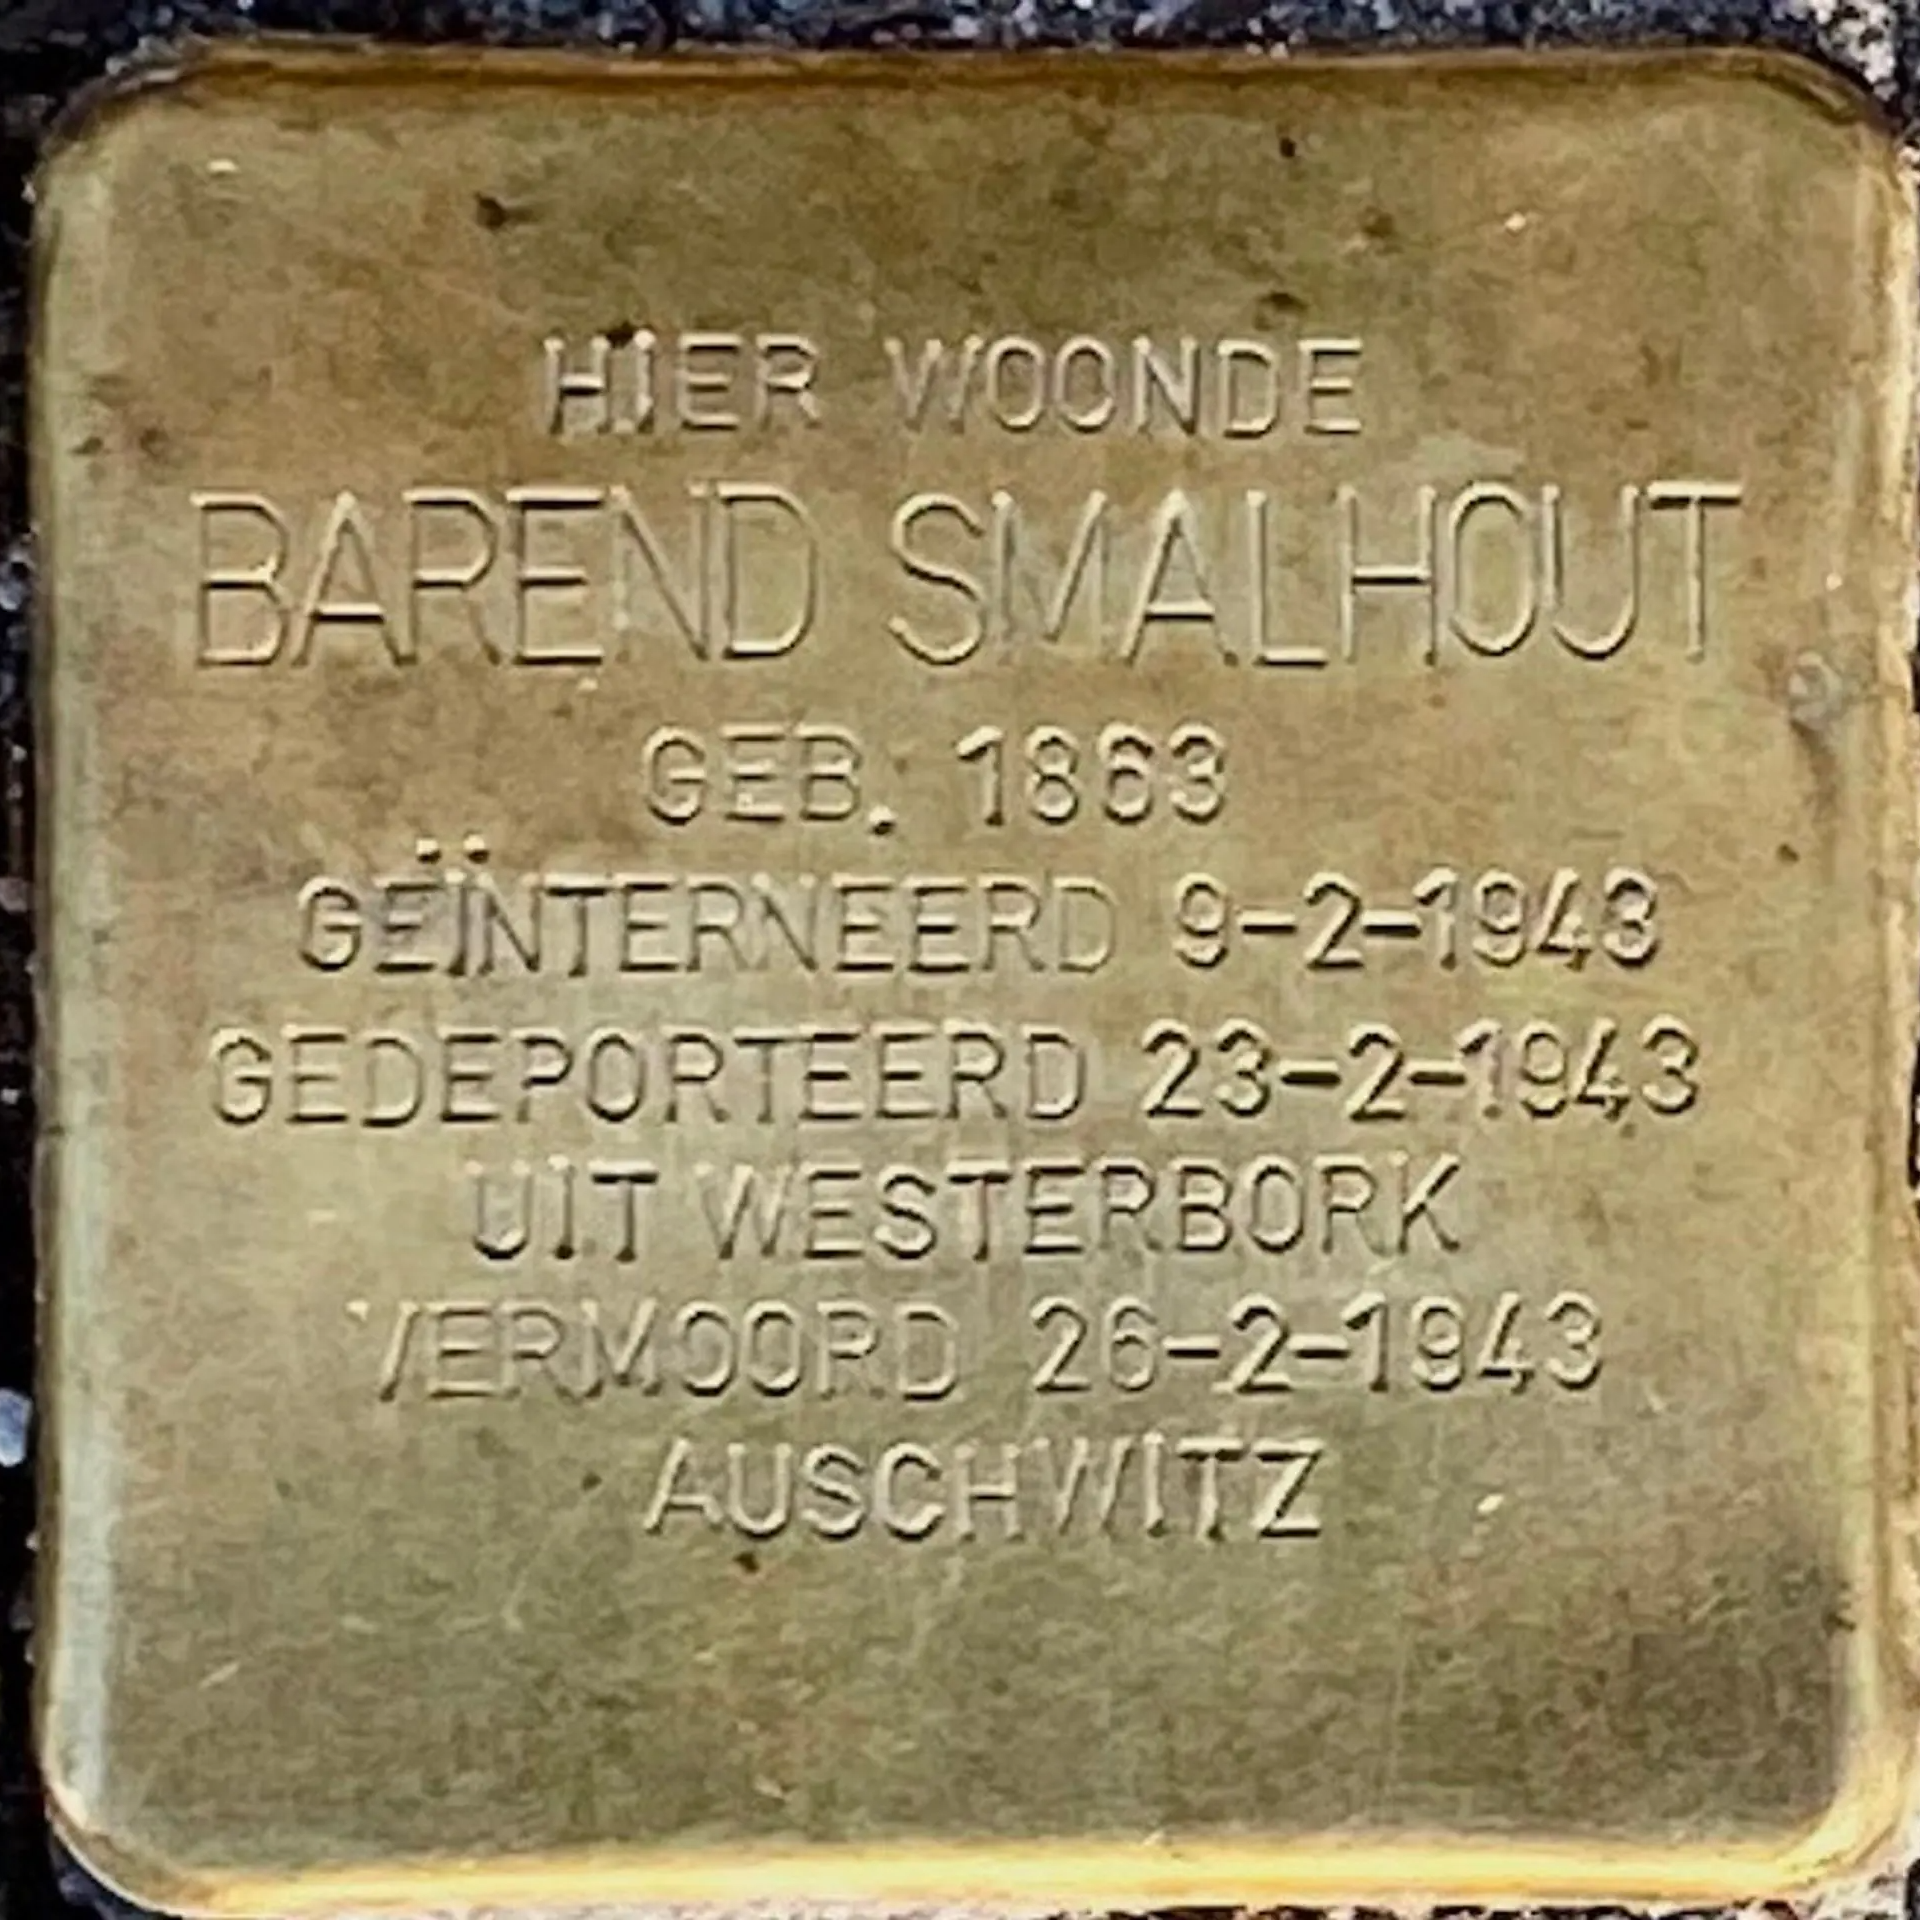 HIER WOONDE
BAREND SMALHOUT
GEB. 1863
GEÏNTERNEERD 9-2-1943
GEDEPORTEERD 23-2-1943
UIT WESTERBORK
VERMOORD 26-2-1943
AUSCHWITZ